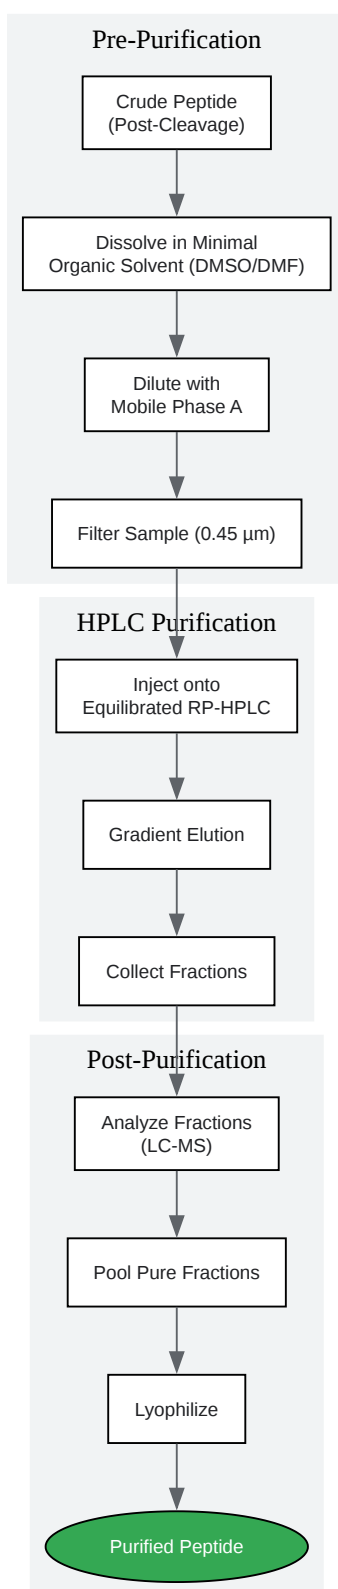 Pre-Purification
Crude Peptide
(Post-Cleavage)
Dissolve in Minimal
Organic Solvent (DMSO/DMF)
Dilute with
Mobile Phase A
Filter Sample (0.45 µm)
HPLC Purification
Inject onto
Equilibrated RP-HPLC
Gradient Elution
Collect Fractions
Post-Purification
Analyze Fractions
(LC-MS)
Pool Pure Fractions
Lyophilize
Purified Peptide